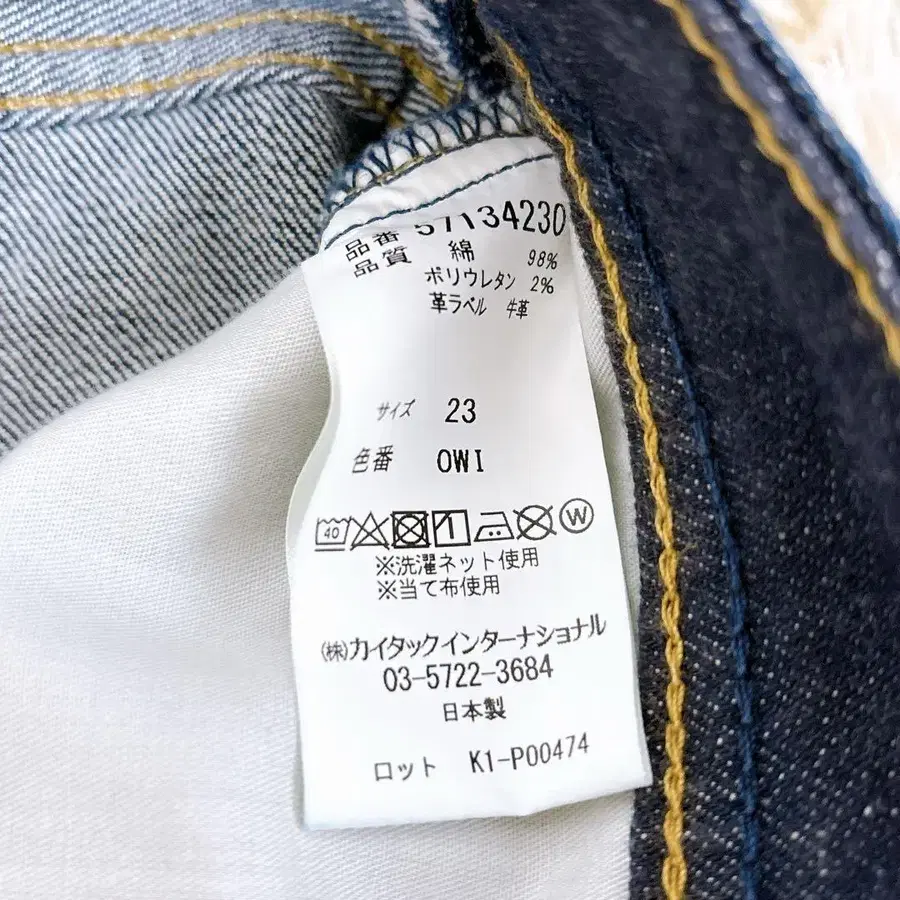 品番 57134230
品質 綿 98%
ポリウレタン 2%
革ラベル 牛革
サイズ 23
色番 OWI
40 W
※洗濯ネット使用
※当て布使用
(株)カイタックインターナショナル
03-5722-3684
日本製
ロット K1-P00474